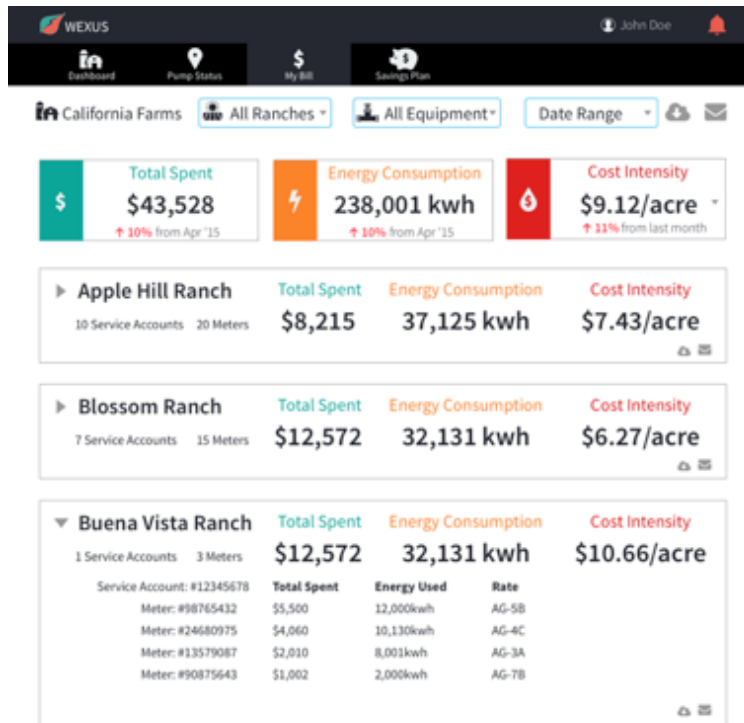 WEXUS
John Doe
Dashboard
Pump Status
$
My Bill
$
Savings Plan
California Farms
All Ranches
All Equipment
Date Range
$
Total Spent
$43,528
↑ 10% from Apr '15
Energy Consumption
238,001 kwh
↑ 10% from Apr '15
$
Cost Intensity
$9.12/acre
↑ 11% from last month
Apple Hill Ranch
10 Service Accounts 20 Meters
Total Spent
$8,215
Energy Consumption
37,125 kwh
Cost Intensity
$7.43/acre
Blossom Ranch
7 Service Accounts 15 Meters
Total Spent
$12,572
Energy Consumption
32,131 kwh
Cost Intensity
$6.27/acre
Buena Vista Ranch
1 Service Accounts 3 Meters
Total Spent
$12,572
Energy Consumption
32,131 kwh
Cost Intensity
$10.66/acre
Service Account: #12345678 Total Spent Energy Used Rate
Meter: #98765432 $5,500 12,000kwh AG-5B
Meter: #24680975 $4,060 10,130kwh AG-4C
Meter: #13579087 $2,010 8,001kwh AG-3A
Meter: #90875643 $1,002 2,000kwh AG-7B